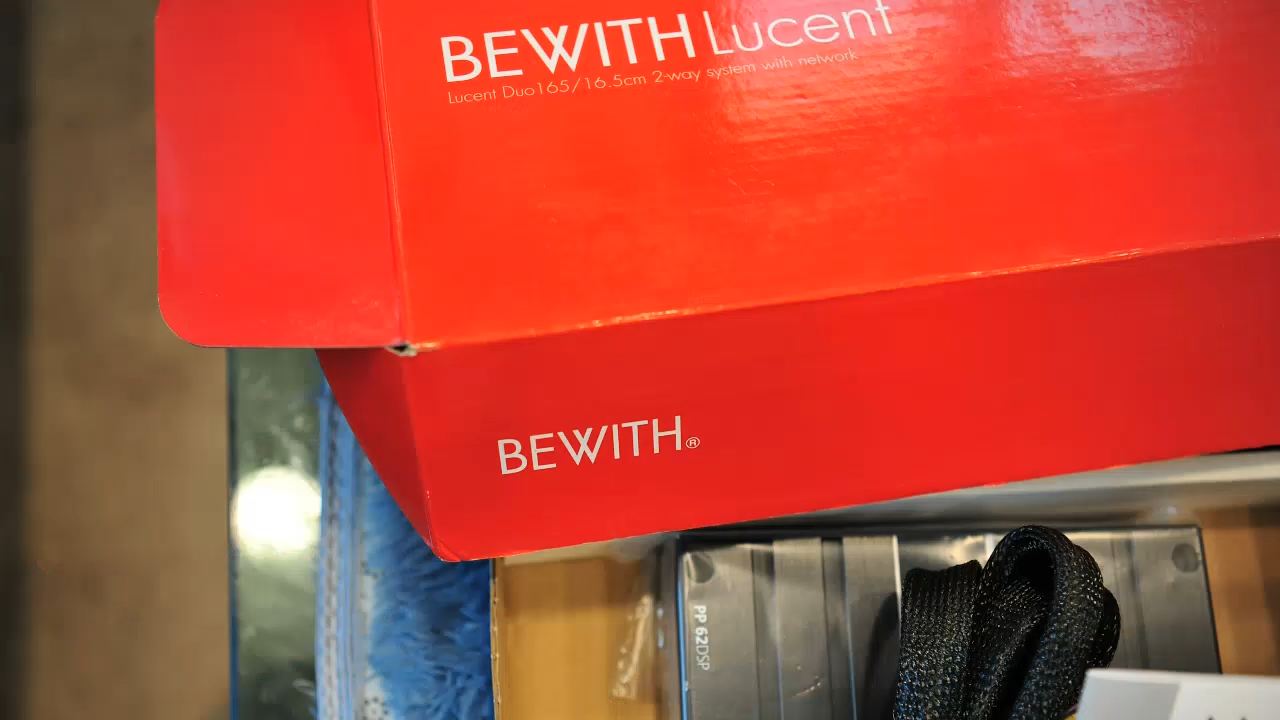 BEWITH Lucent
Lucent Duo165/16.5cm 2-way system with network
BEWITH®
PP 62DSP